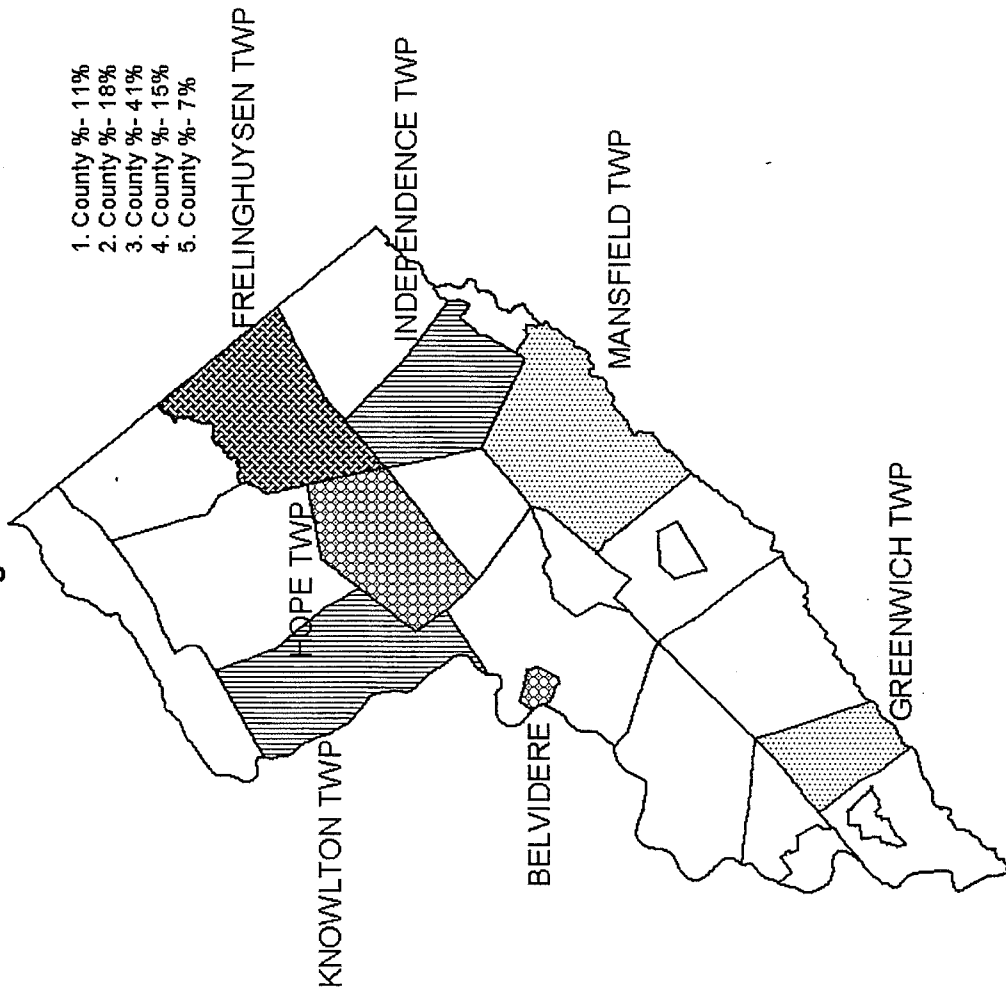 1. County %- 11%
2. County %- 18%
3. County %- 41%
4. County %- 15%
5. County %- 7%
FRELINGHUYSEN TWP
INDEPENDENCE TWP
MANSFIELD TWP
GREENWICH TWP
HOPE TWP
KNOWLTON TWP
BELVIDERE